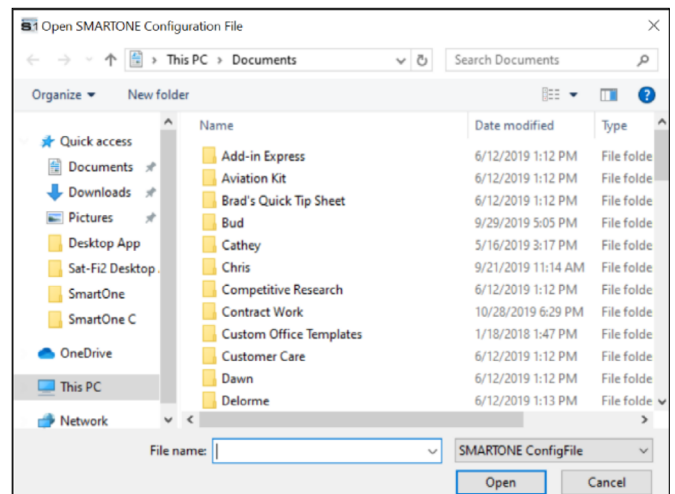 S1 Open SMARTONE Configuration File
This PC > Documents
Search Documents
Organize
New folder
Name
Date modified
Type
Quick access
Documents
Downloads
Pictures
Desktop App
Sat-Fi2 Desktop
SmartOne
SmartOne C
OneDrive
This PC
Network
Add-in Express 6/12/2019 1:12 PM File folde
Aviation Kit 6/12/2019 1:12 PM File folde
Brad's Quick Tip Sheet 6/12/2019 1:12 PM File folde
Bud 9/29/2019 5:05 PM File folde
Cathey 5/16/2019 3:17 PM File folde
Chris 9/21/2019 11:14 AM File folde
Competitive Research 6/12/2019 1:12 PM File folde
Contract Work 10/28/2019 6:29 PM File folde
Custom Office Templates 1/18/2018 1:47 PM File folde
Customer Care 6/12/2019 1:12 PM File folde
Dawn 6/12/2019 1:12 PM File folde
Delorme 6/12/2019 1:13 PM File folde
File name:
SMARTONE ConfigFile
Open
Cancel